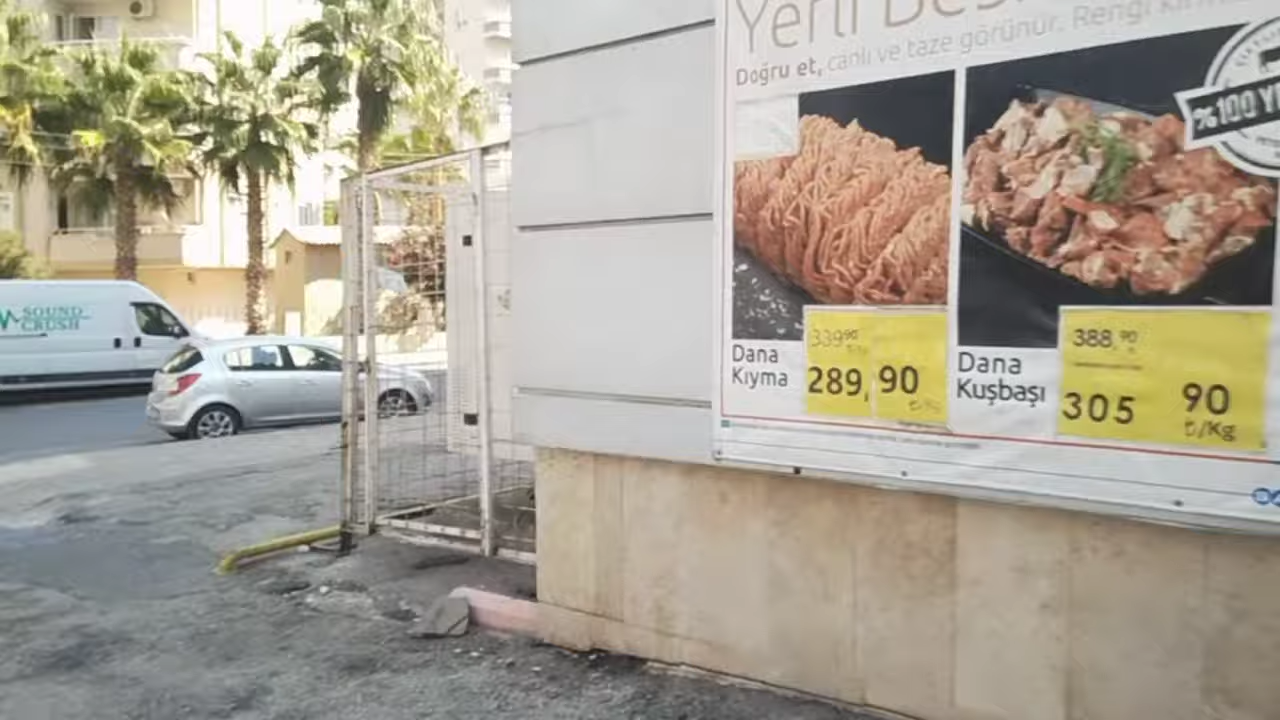 Yerli
Doğru et, canlı ve taze görünür. Rengi
%100
SOUND
CRUSH
Dana
Kıyma
339,90
289,90
Dana
Kuşbaşı
388,90
305 90
₺/Kg